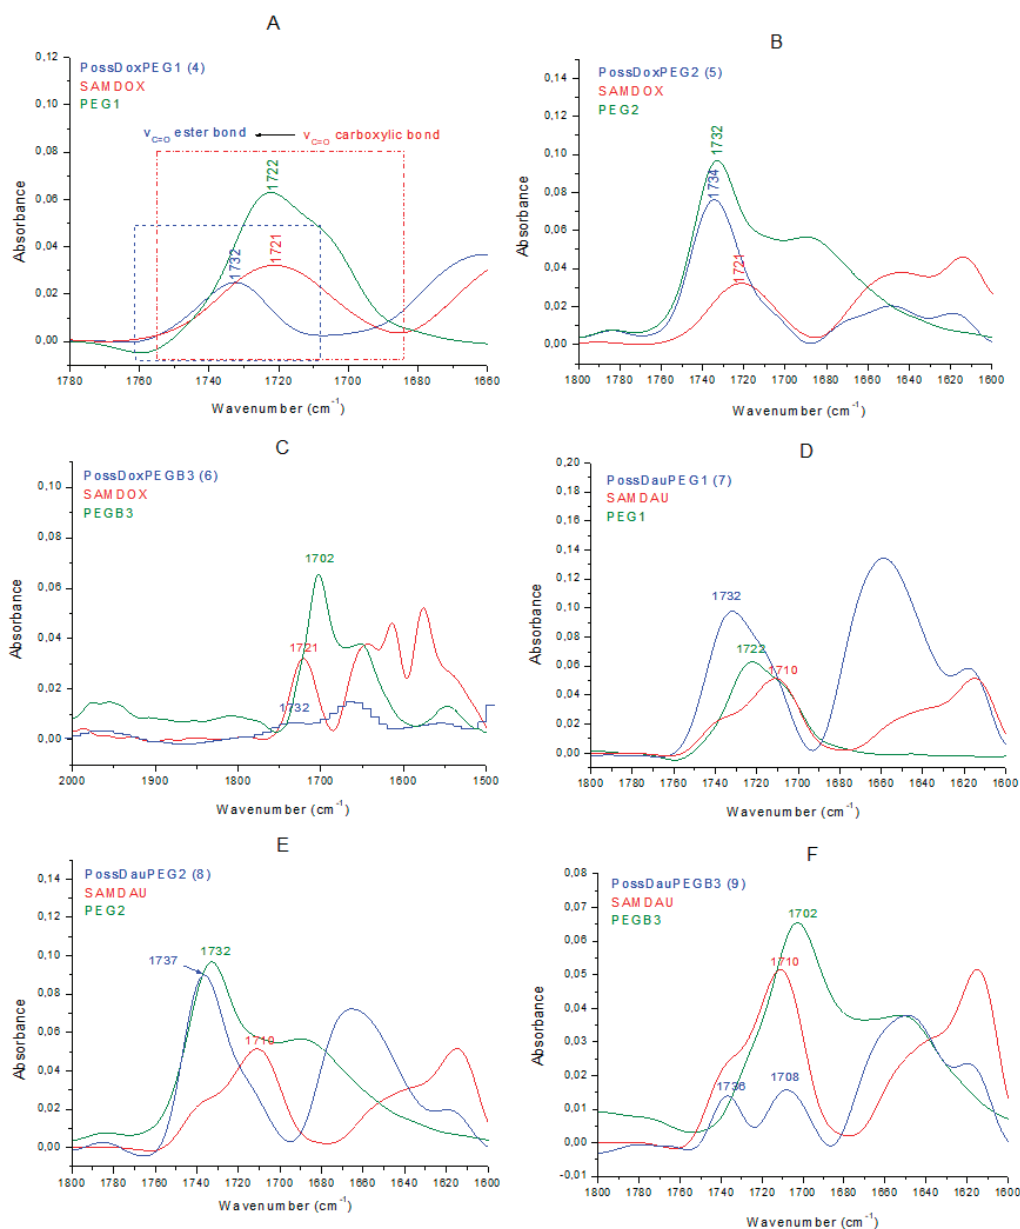 A
0,12
0,10
0,08
0,06
0,04
0,02
0,00
Absorbance
PossDoxPEG1 (4)
SAMDOX
PEG1
νC=O ester bond
νC=O carboxylic bond
1722
1721
1732
1780 1760 1740 1720 1700 1680 1660
Wavenumber (cm-1)
B
0,14
0,12
0,10
0,08
0,06
0,04
0,02
0,00
Absorbance
PossDoxPEG2 (5)
SAMDOX
PEG2
1732
1734
1721
1800 1780 1760 1740 1720 1700 1680 1660 1640 1620 1600
Wavenumber (cm-1)
C
0,10
0,08
0,06
0,04
0,02
0,00
Absorbance
PossDoxPEGB3 (6)
SAMDOX
PEGB3
1702
1721
1732
2000 1900 1800 1700 1600 1500
Wavenumber (cm-1)
D
0,20
0,18
0,16
0,14
0,12
0,10
0,08
0,06
0,04
0,02
0,00
Absorbance
PossDauPEG1 (7)
SAMDAU
PEG1
1732
1722
1710
1800 1780 1760 1740 1720 1700 1680 1660 1640 1620 1600
Wavenumber (cm-1)
E
0,14
0,12
0,10
0,08
0,06
0,04
0,02
0,00
Absorbance
PossDauPEG2 (8)
SAMDAU
PEG2
1737
1732
1710
1800 1780 1760 1740 1720 1700 1680 1660 1640 1620 1600
Wavenumber (cm-1)
F
0,08
0,07
0,06
0,05
0,04
0,03
0,02
0,01
0,00
-0,01
Absorbance
PossDauPEGB3 (9)
SAMDAU
PEGB3
1702
1710
1736
1708
1800 1780 1760 1740 1720 1700 1680 1660 1640 1620 1600
Wavenumber (cm-1)